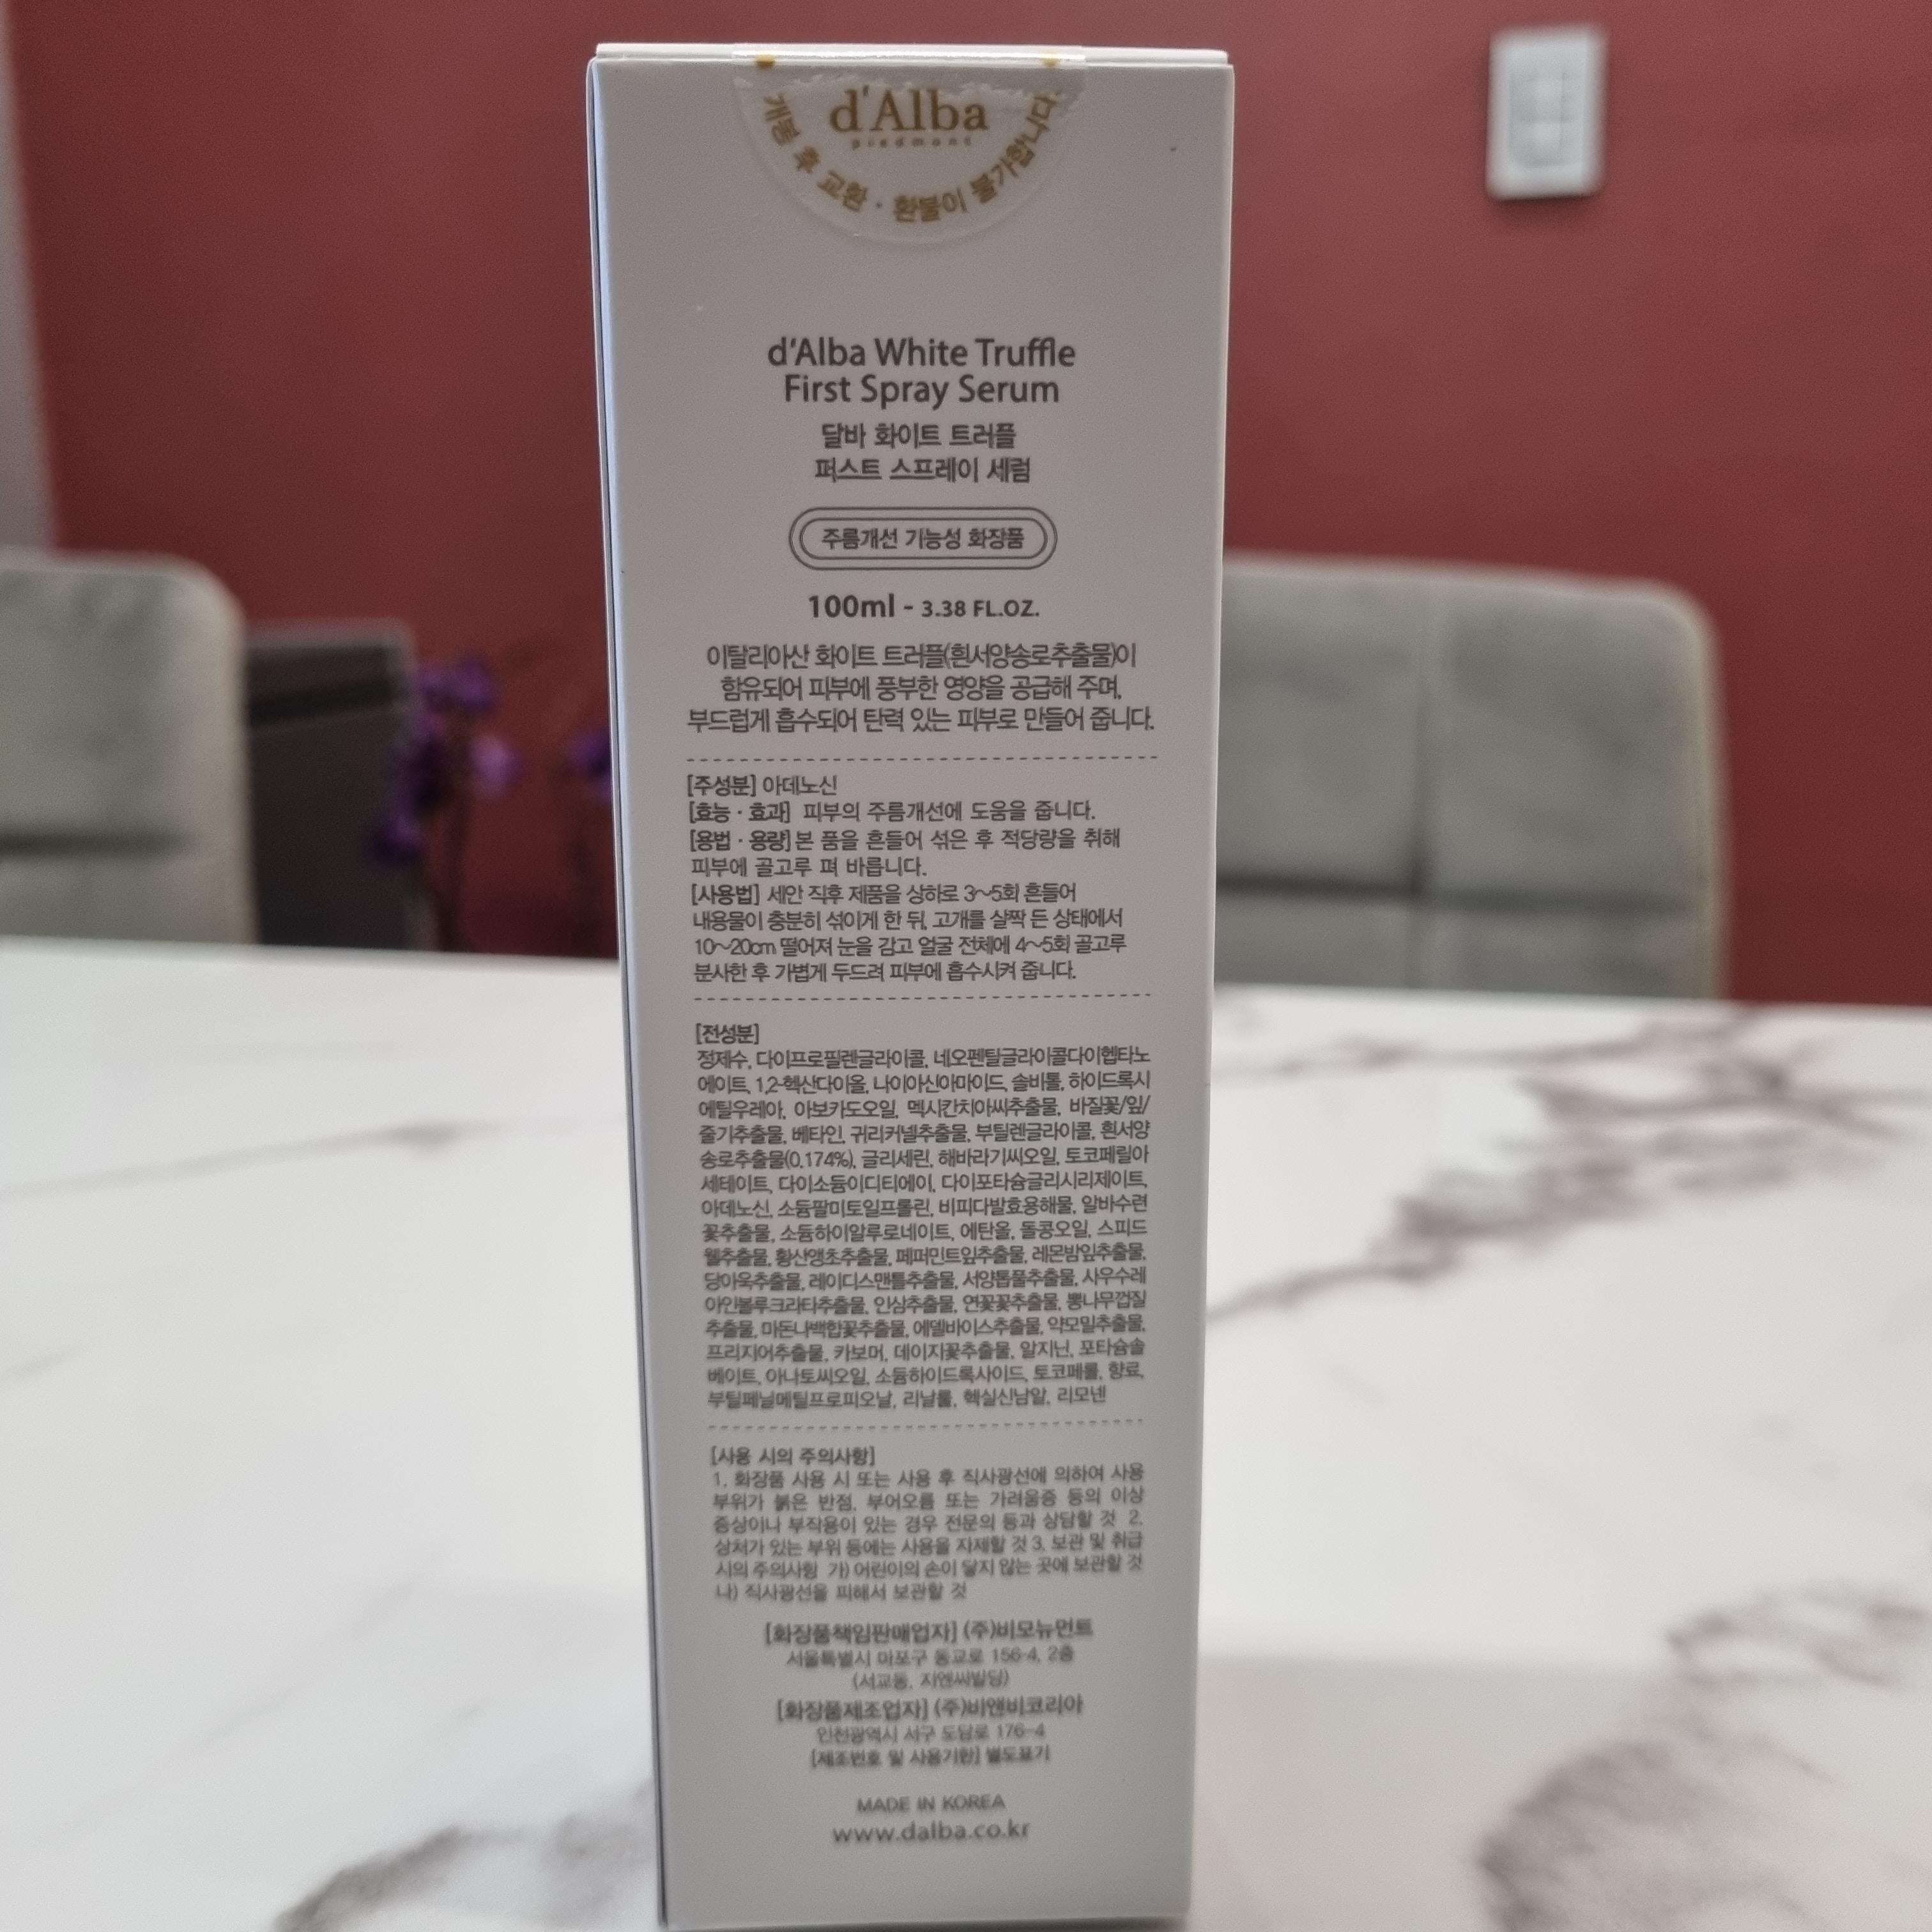 d'Alba
piedmont
개봉 후 교환 · 환불이 불가합니다.
d'Alba White Truffle
First Spray Serum
달바 화이트 트러플
퍼스트 스프레이 세럼
주름개선 기능성 화장품
100ml - 3.38 FL.OZ.
이탈리아산 화이트 트러플(흰서양송로추출물)이
함유되어 피부에 풍부한 영양을 공급해 주며,
부드럽게 흡수되어 탄력 있는 피부로 만들어 줍니다.
[주성분] 아데노신
[효능 · 효과] 피부의 주름개선에 도움을 줍니다.
[용법 · 용량] 본 품을 흔들어 섞은 후 적당량을 취해
피부에 골고루 펴 바릅니다.
[사용법] 세안 직후 제품을 상하로 3~5회 흔들어
내용물이 충분히 섞이게 한 뒤, 고개를 살짝 든 상태에서
10~20cm 떨어져 눈을 감고 얼굴 전체에 4~5회 골고루
분사한 후 가볍게 두드려 피부에 흡수시켜 줍니다.
[전성분]
정제수, 다이프로필렌글라이콜, 네오펜틸글라이콜다이헵타노
에이트, 1,2-헥산다이올, 나이아신아마이드, 솔비톨, 하이드록시
에틸우레아, 아보카도오일, 멕시칸치아씨추출물, 바질꽃/잎/
줄기추출물, 베타인, 귀리커넬추출물, 부틸렌글라이콜, 흰서양
송로추출물(0.174%), 글리세린, 해바라기씨오일, 토코페릴아
세테이트, 다이소듐이디티에이, 다이포타슘글리시리제이트,
아데노신, 소듐팔미토일프롤린, 비피다발효용해물, 알바수련
꽃추출물, 소듐하이알루로네이트, 에탄올, 돌콩오일, 스피드
웰추출물, 황산앵초추출물, 페퍼민트잎추출물, 레몬밤잎추출물,
당아욱추출물, 레이디스맨틀추출물, 서양톱풀추출물, 사우수레
아인볼루크라타추출물, 인삼추출물, 연꽃꽃추출물, 뽕나무껍질
추출물, 마돈나백합꽃추출물, 에델바이스추출물, 약모밀추출물,
프리지어추출물, 카보머, 데이지꽃추출물, 알지닌, 포타슘솔
베이트, 아나토씨오일, 소듐하이드록사이드, 토코페롤, 향료,
부틸페닐메틸프로피오날, 리날룰, 헥실신남알, 리모넨
[사용 시의 주의사항]
1. 화장품 사용 시 또는 사용 후 직사광선에 의하여 사용
부위가 붉은 반점, 부어오름 또는 가려움증 등의 이상
증상이나 부작용이 있는 경우 전문의 등과 상담할 것 2.
상처가 있는 부위 등에는 사용을 자제할 것 3. 보관 및 취급
시의 주의사항 가) 어린이의 손이 닿지 않는 곳에 보관할 것
나) 직사광선을 피해서 보관할 것
[화장품책임판매업자] (주)비모뉴먼트
서울특별시 마포구 동교로 156-4, 2층
(서교동, 지앤씨빌딩)
[화장품제조업자] (주)비앤비코리아
인천광역시 서구 도담로 176-4
[제조번호 및 사용기한] 별도표기
MADE IN KOREA
www.dalba.co.kr